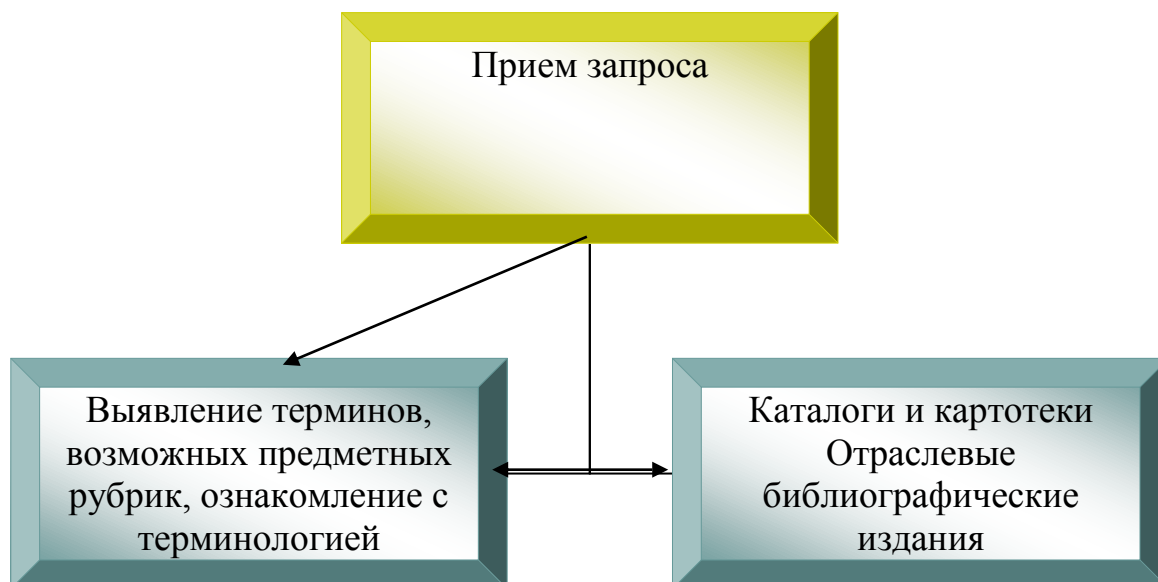 Прием запроса
Выявление терминов,
возможных предметных
рубрик, ознакомление с
терминологией
Каталоги и картотеки
Отраслевые
библиографические
издания